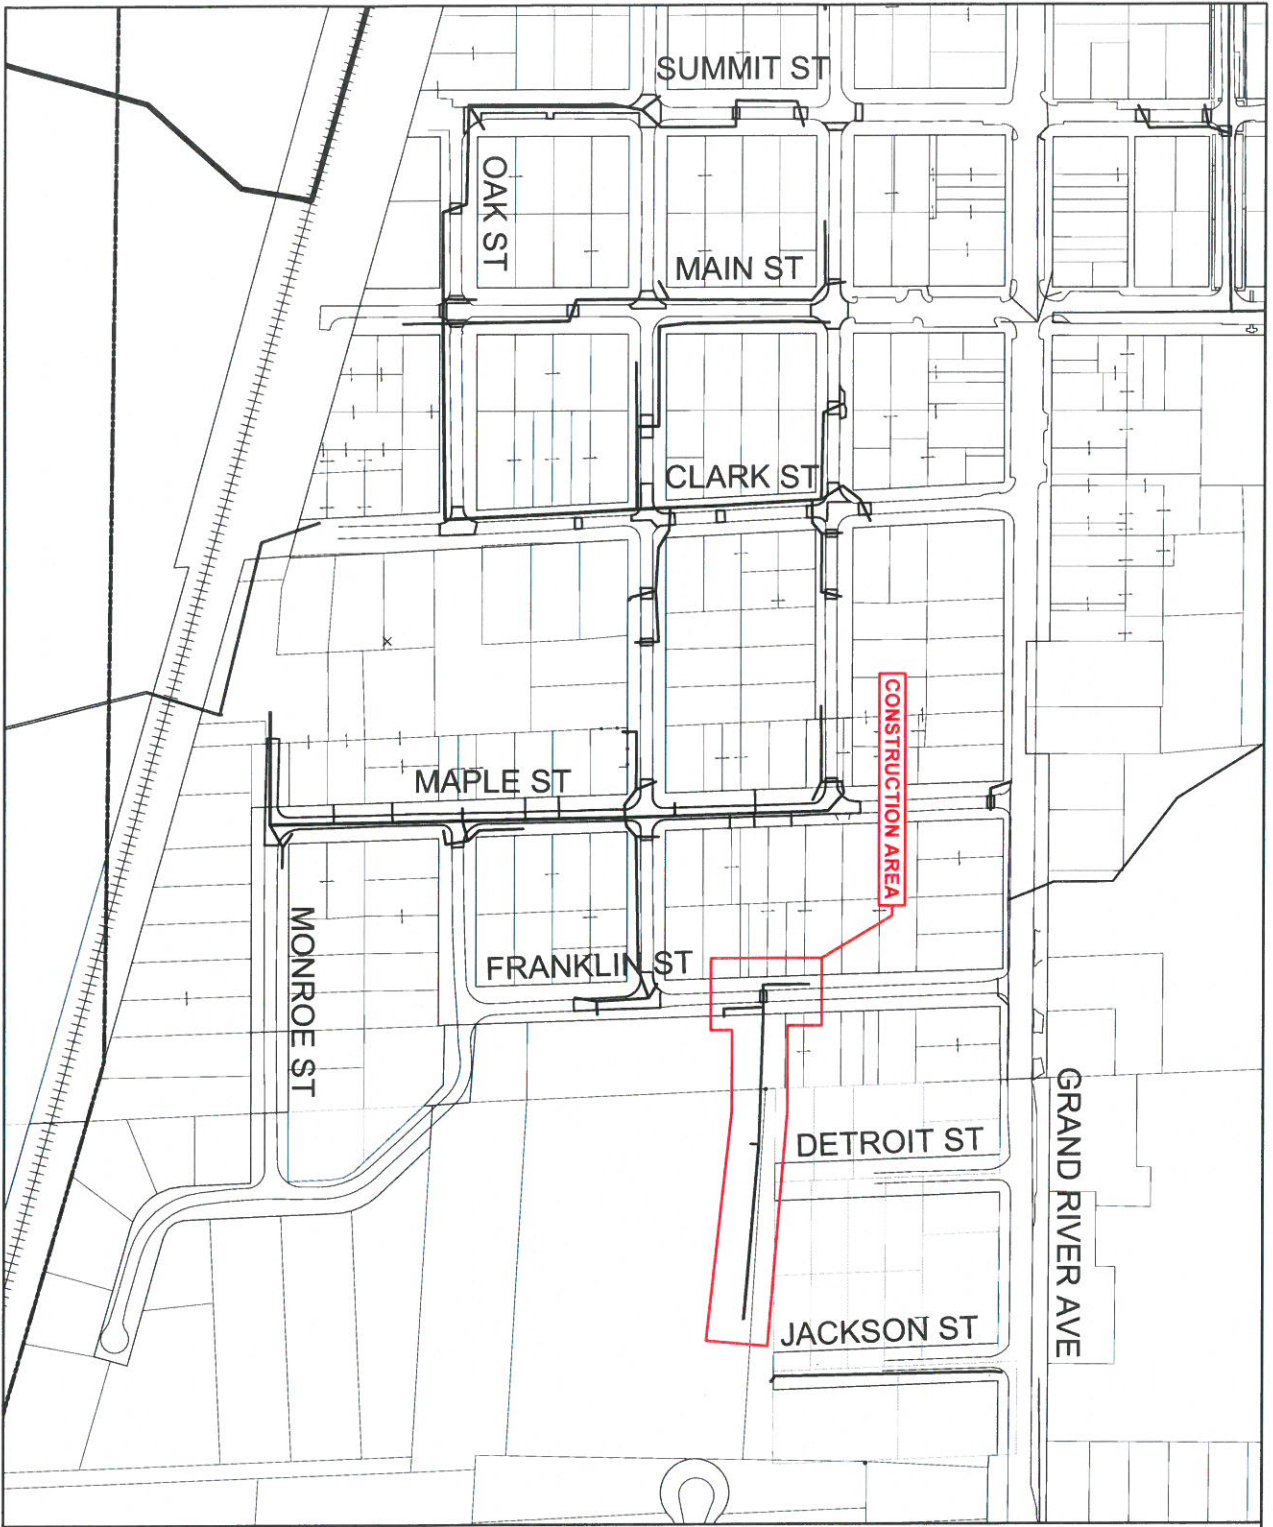 SUMMIT ST
OAK ST
MAIN ST
CLARK ST
CONSTRUCTION AREA
MAPLE ST
MONROE ST
FRANKLIN ST
GRAND RIVER AVE
DETROIT ST
JACKSON ST